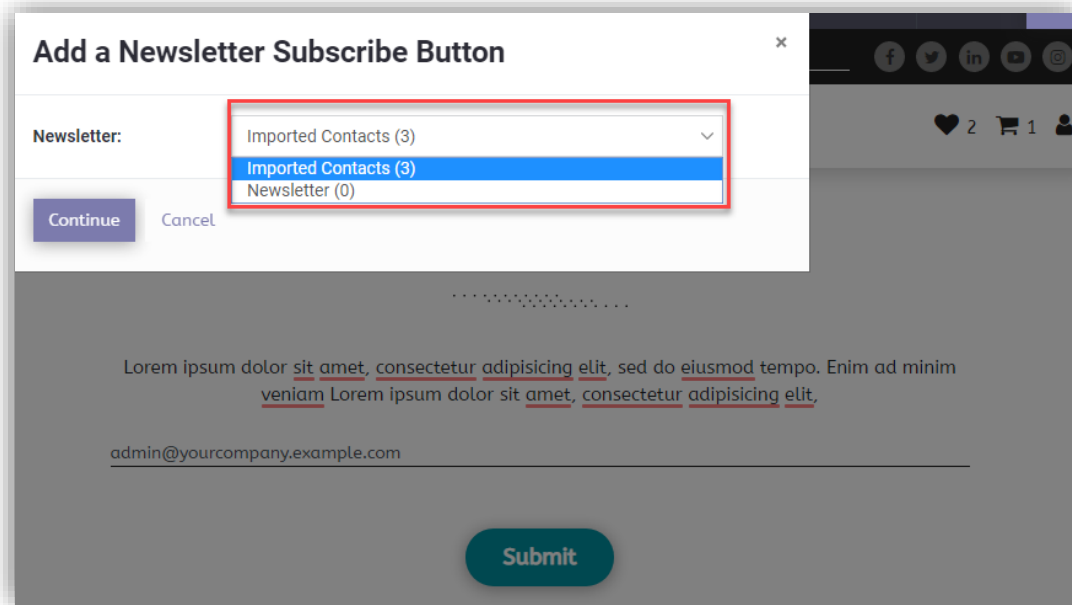 Add a Newsletter Subscribe Button
×
Newsletter:
Imported Contacts (3)
Imported Contacts (3)
Newsletter (0)
Continue Cancel
2 1
Lorem ipsum dolor sit amet, consectetur adipisicing elit, sed do eiusmod tempo. Enim ad minim
veniam Lorem ipsum dolor sit amet, consectetur adipisicing elit,
admin@yourcompany.example.com
Submit